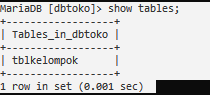 MariaDB [dbtoko]> show tables;
+------------------+
| Tables_in_dbtoko |
+------------------+
| tblkelompok      |
+------------------+
1 row in set (0.001 sec)